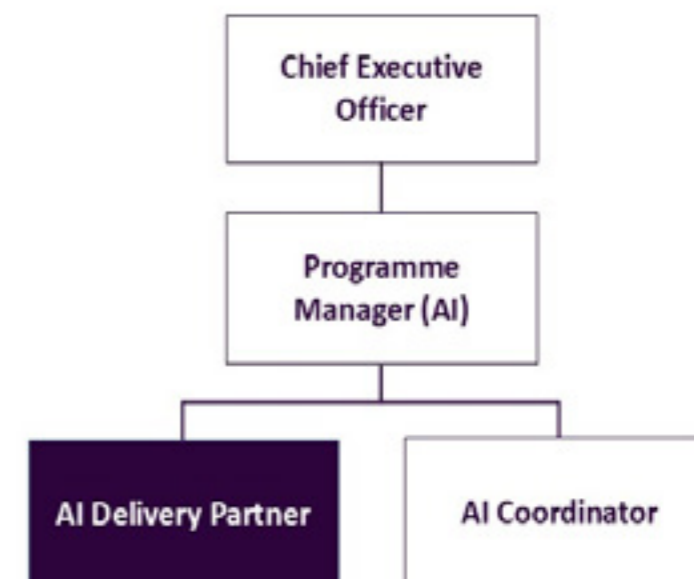 Chief Executive
Officer
Programme
Manager (AI)
AI Delivery Partner
AI Coordinator